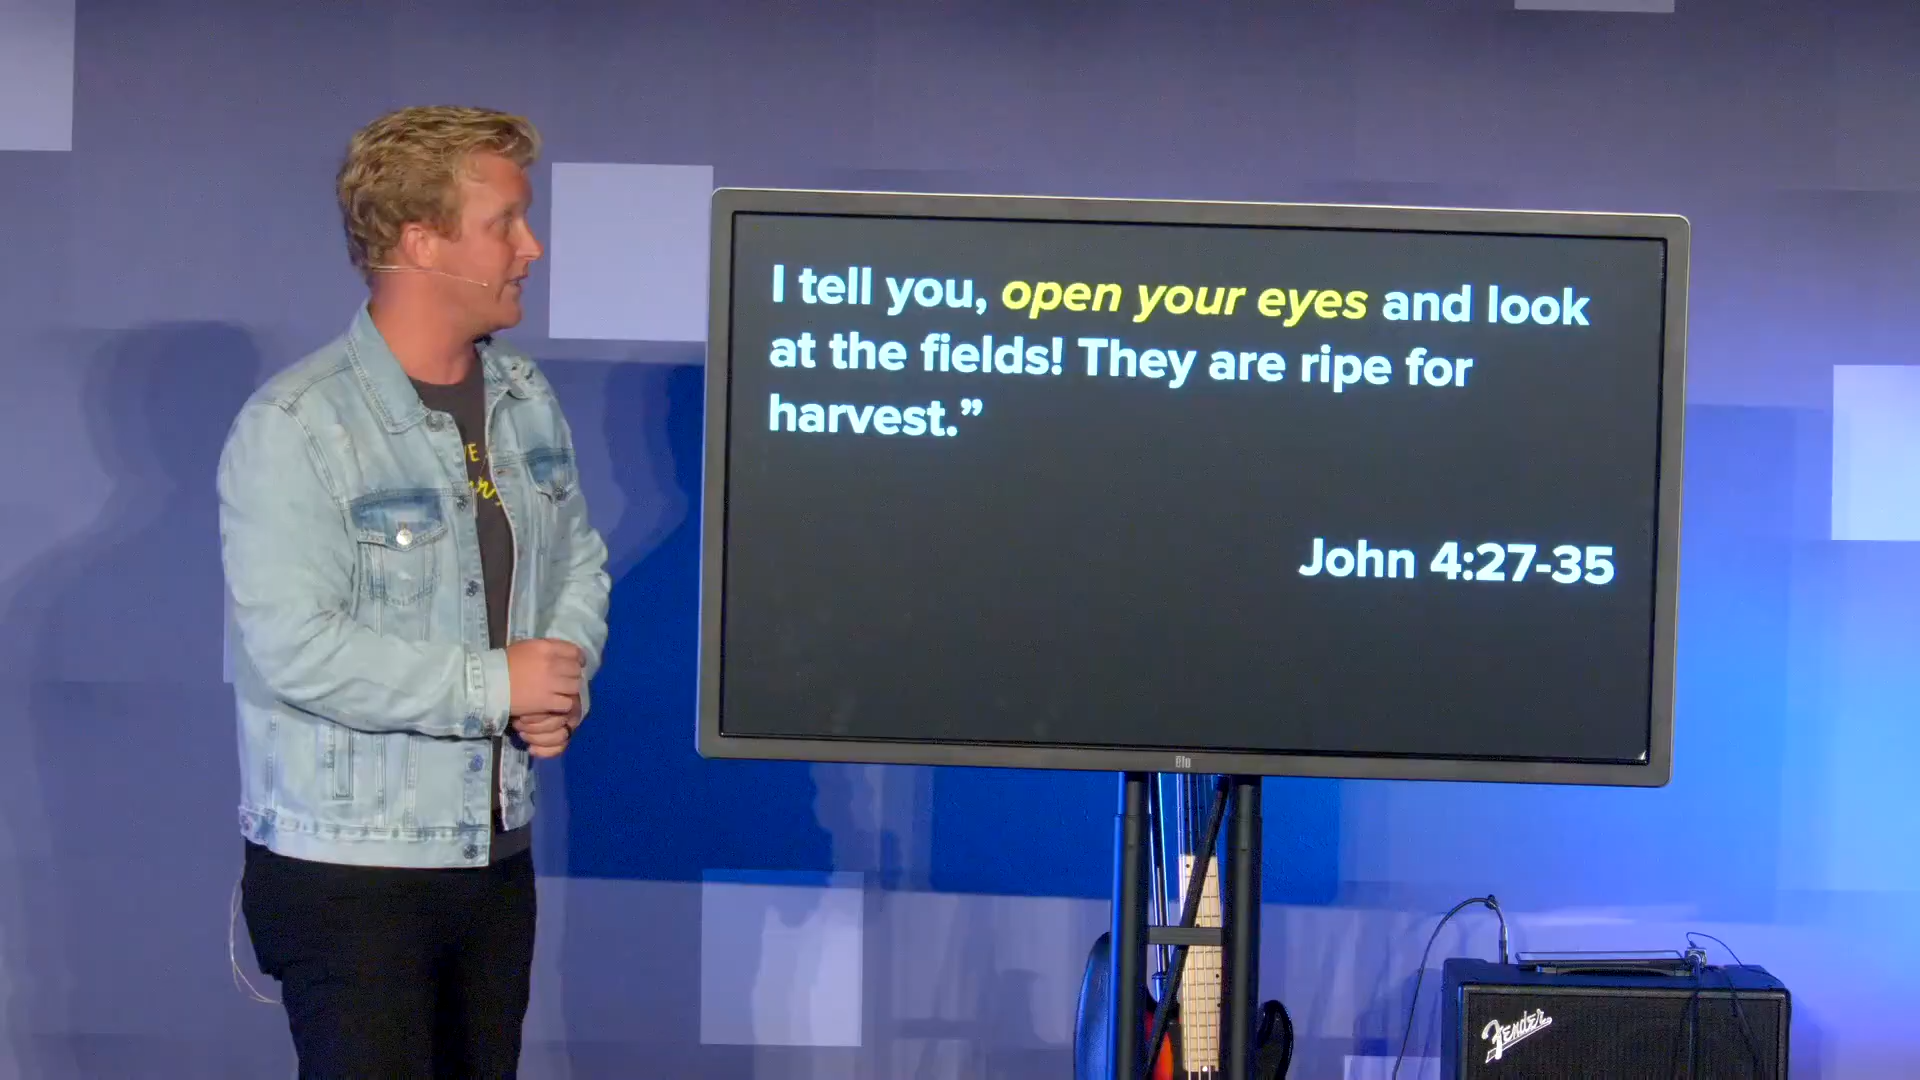 I tell you, open your eyes and look
at the fields! They are ripe for
harvest.”
John 4:27-35
elo
Fender